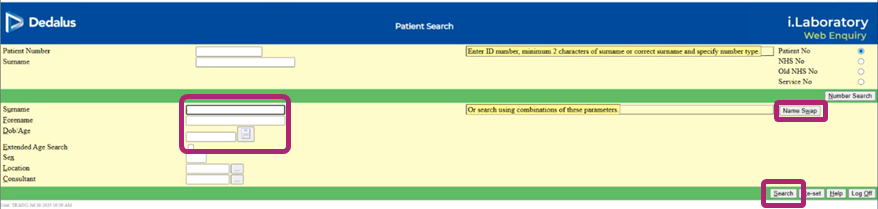 Dedalus
Patient Search
i.Laboratory
Web Enquiry
Patient Number
Enter ID number, minimum 2 characters of surname or correct surname and specify number type
Patient No
Surname
NHS No
Old NHS No
Service No
Number Search
Surname
Or search using combinations of these parameters
Name Swap
Forename
Dob/Age
Extended Age Search
Sex
Location
...
Consultant
...
Search
Help
Log Off